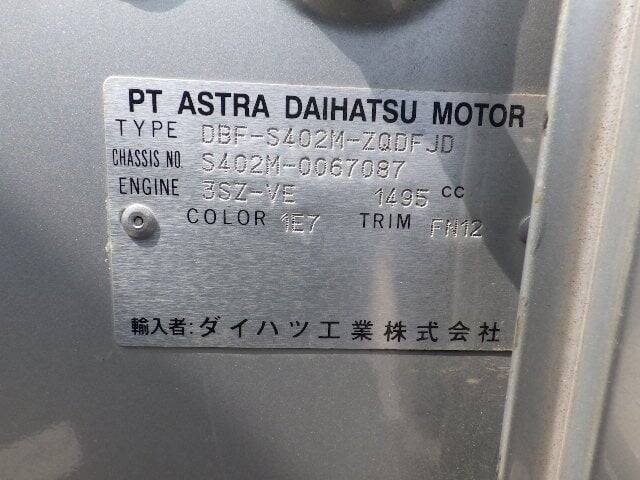 PT ASTRA DAIHATSU MOTOR
TYPE DBF-S402M-ZQDFJD
CHASSIS.NO. S402M-0067087
ENGINE 3SZ-VE 1495 cc
COLOR 1E7 TRIM FN12
輸入者:ダイハツ工業株式会社